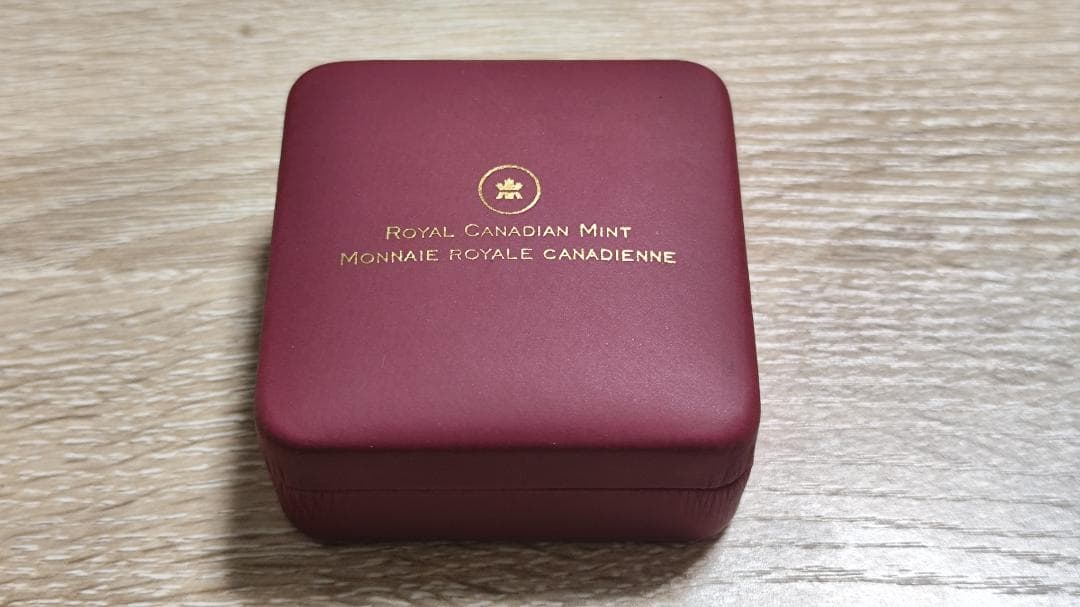 ROYAL CANADIAN MINT
MONNAIE ROYALE CANADIENNE